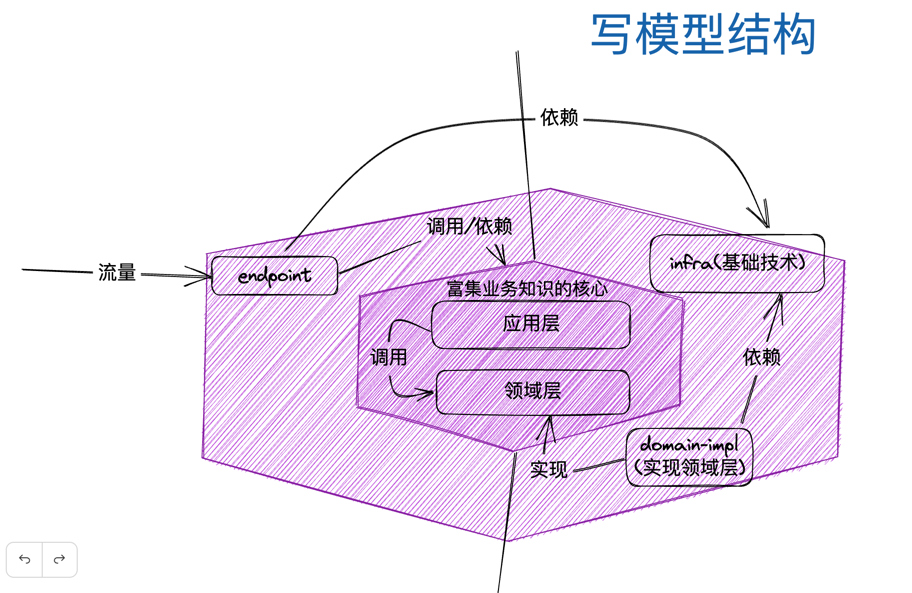 写模型结构
依赖
调用/依赖
流量
endpoint
infra(基础技术)
富集业务知识的核心
应用层
调用
依赖
领域层
domain-impl
(实现领域层)
实现